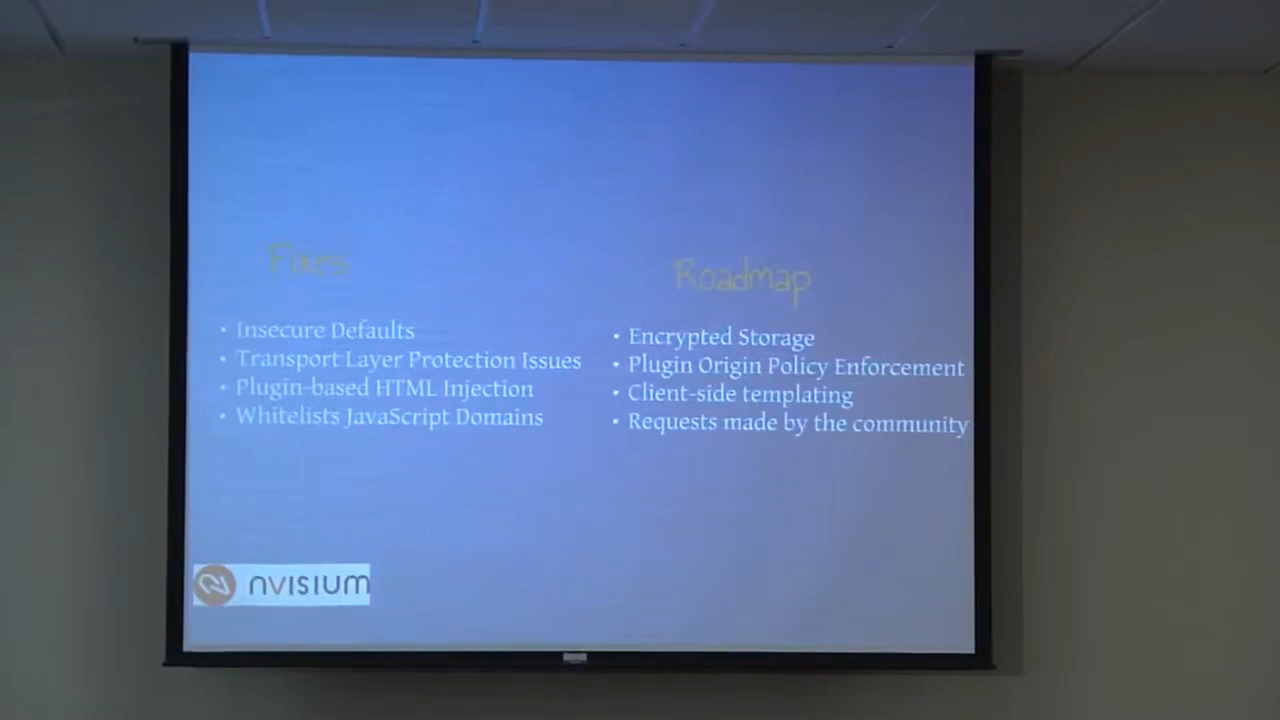 Fixes
• Insecure Defaults
• Transport Layer Protection Issues
• Plugin-based HTML Injection
• Whitelists JavaScript Domains
Roadmap
• Encrypted Storage
• Plugin Origin Policy Enforcement
• Client-side templating
• Requests made by the community
nVISIUM